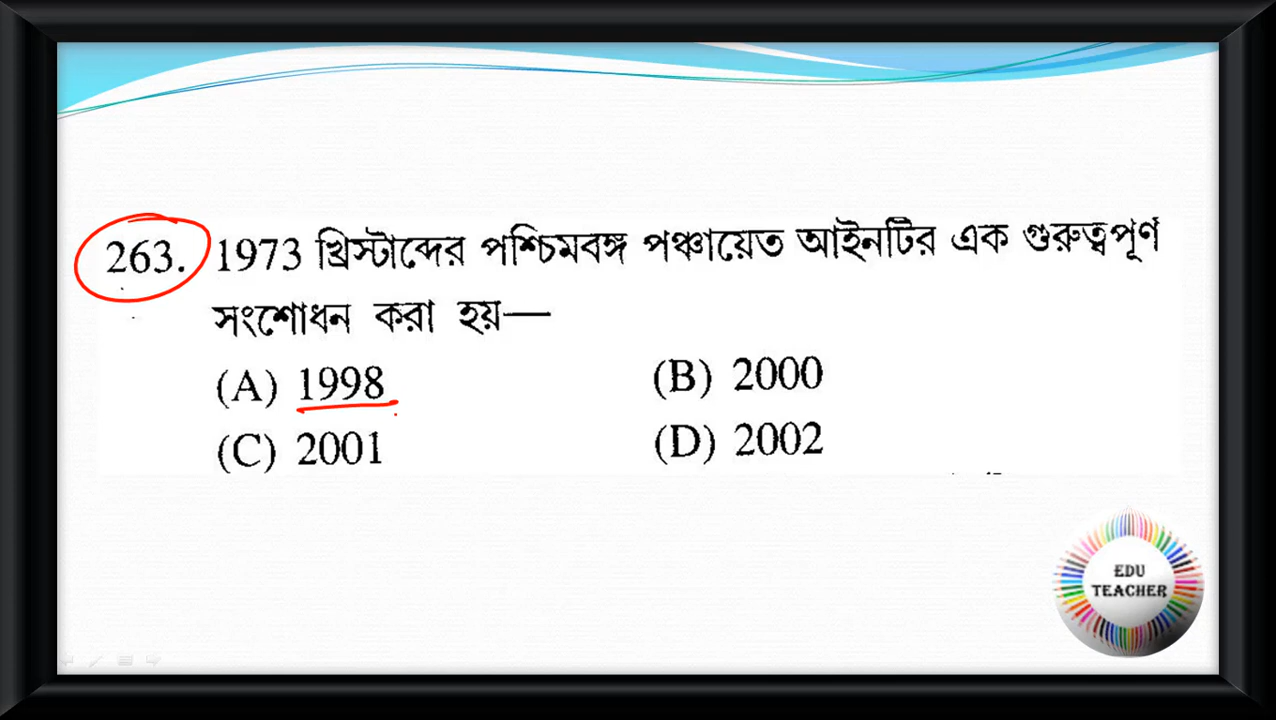 263. 1973 খ্রিস্টাব্দের পশ্চিমবঙ্গ পঞ্চায়েত আইনটির এক গুরুত্বপূর্ণ
সংশোধন করা হয়—
(A) 1998 (B) 2000
(C) 2001 (D) 2002
EDU
TEACHER